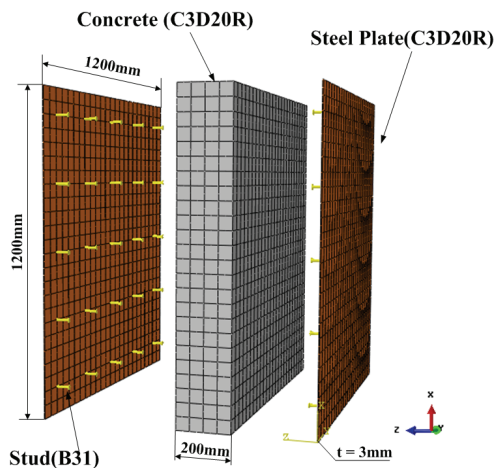 Concrete (C3D20R)
Steel Plate(C3D20R)
1200mm
1200mm
200mm
Stud(B31)
t = 3mm
X
Z
Y
X
Z